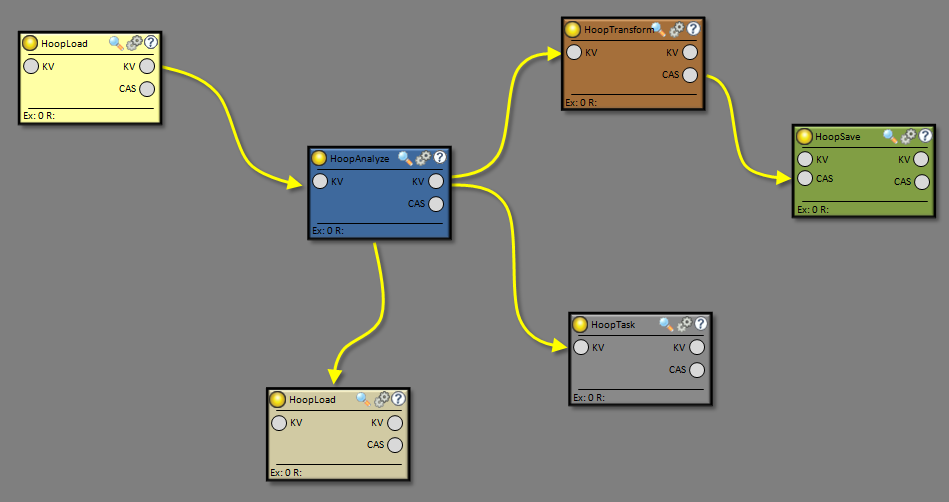 HoopLoad ?
KV KV
CAS
Ex: 0 R:
HoopTransform ?
KV KV
CAS
Ex: 0 R:
HoopAnalyze ?
KV KV
CAS
Ex: 0 R:
HoopSave ?
KV KV
CAS CAS
Ex: 0 R:
HoopTask ?
KV KV
CAS
Ex: 0 R:
HoopLoad ?
KV KV
CAS
Ex: 0 R: